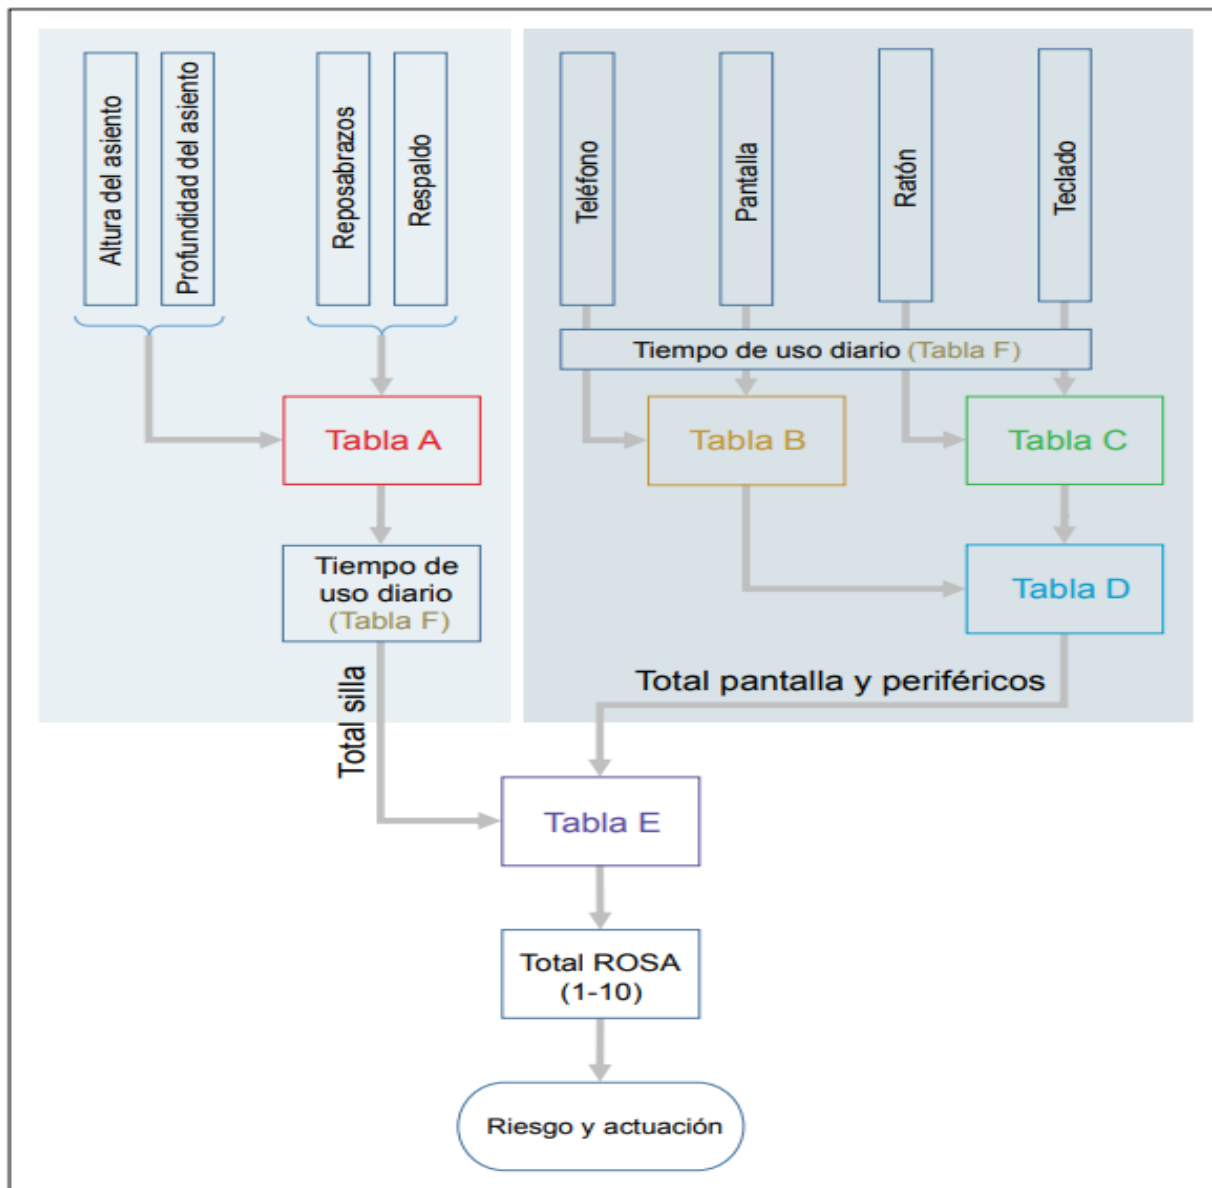 Altura del asiento
Profundidad del asiento
Reposabrazos
Respaldo
Teléfono
Pantalla
Ratón
Teclado
Tiempo de uso diario (Tabla F)
Tabla A
Tabla B
Tabla C
Tiempo de
uso diario
(Tabla F)
Tabla D
Total silla
Total pantalla y periféricos
Tabla E
Total ROSA
(1-10)
Riesgo y actuación